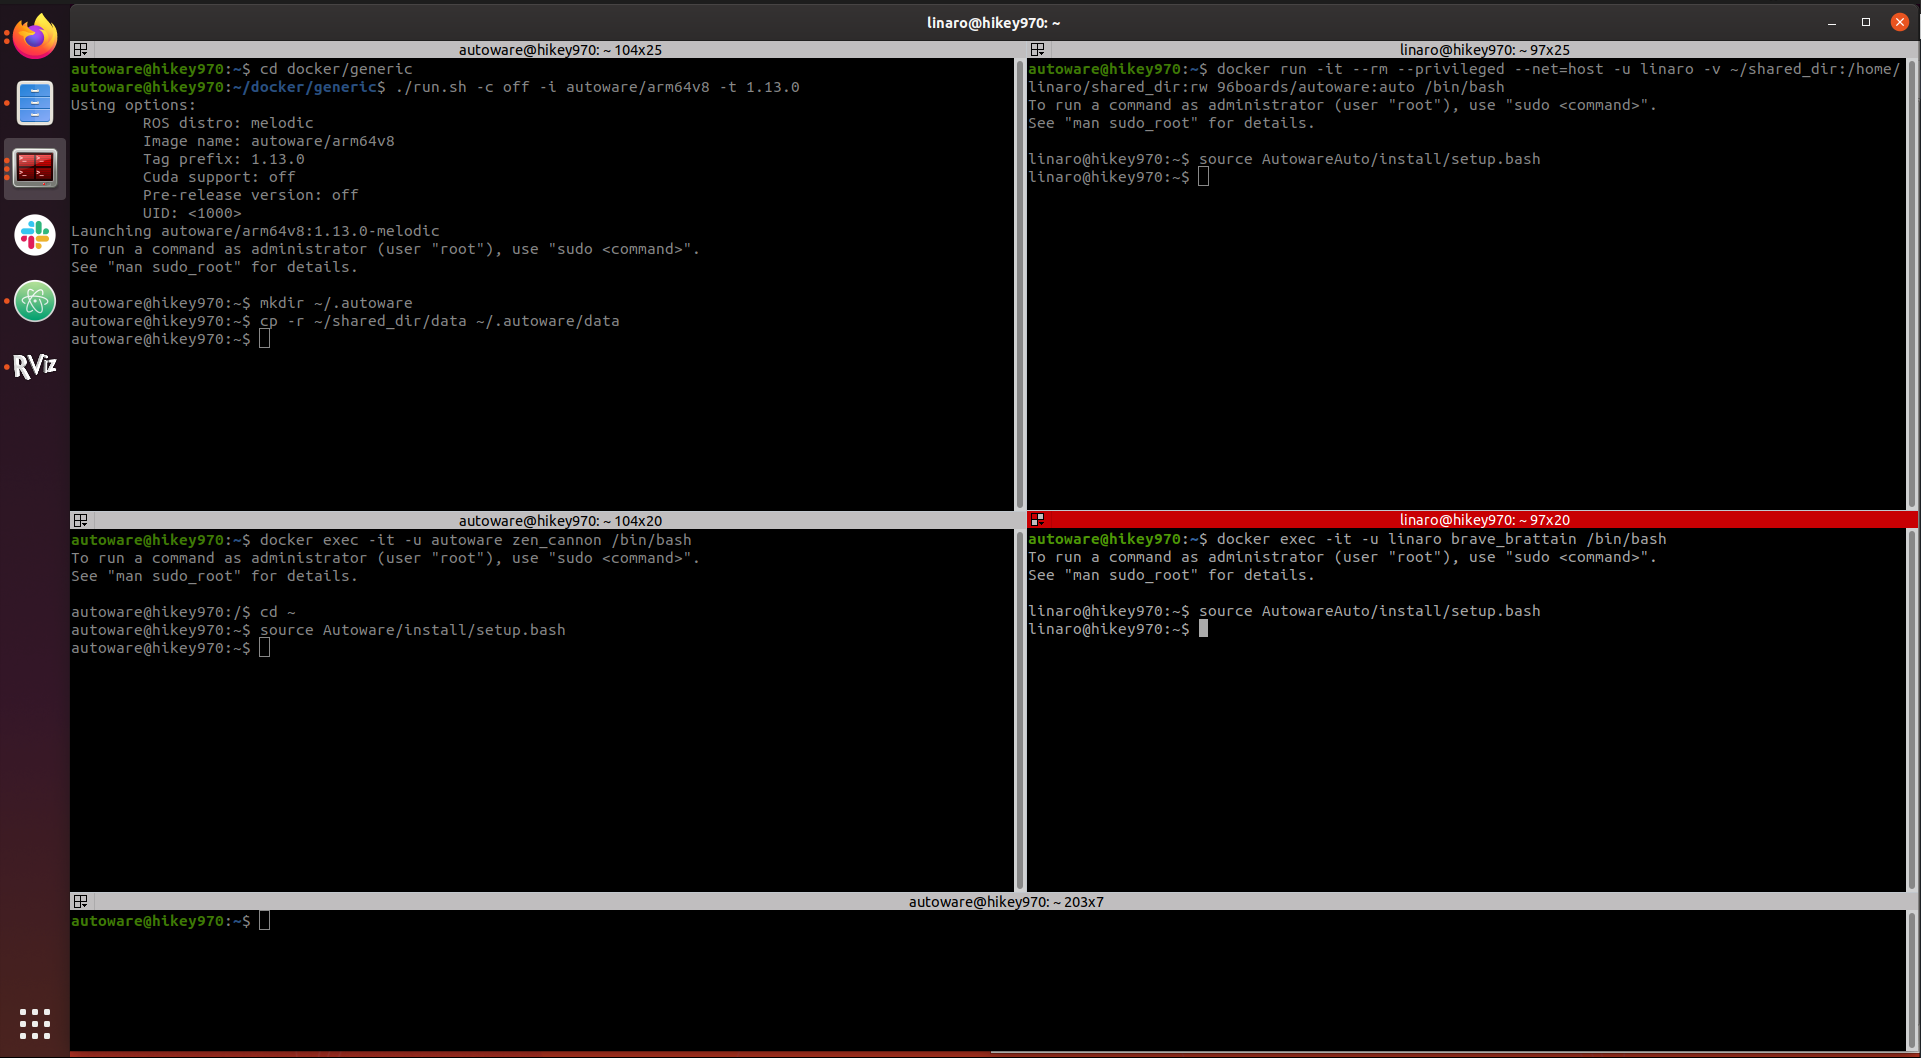 linaro@hikey970: ~
autoware@hikey970: ~ 104x25
autoware@hikey970:~$ cd docker/generic
autoware@hikey970:~/docker/generic$ ./run.sh -c off -i autoware/arm64v8 -t 1.13.0
Using options:
        ROS distro: melodic
        Image name: autoware/arm64v8
        Tag prefix: 1.13.0
        Cuda support: off
        Pre-release version: off
        UID: <1000>
Launching autoware/arm64v8:1.13.0-melodic
To run a command as administrator (user "root"), use "sudo <command>".
See "man sudo_root" for details.
autoware@hikey970:~$ mkdir ~/.autoware
autoware@hikey970:~$ cp -r ~/shared_dir/data ~/.autoware/data
autoware@hikey970:~$
linaro@hikey970: ~ 97x25
autoware@hikey970:~$ docker run -it --rm --privileged --net=host -u linaro -v ~/shared_dir:/home/
linaro/shared_dir:rw 96boards/autoware:auto /bin/bash
To run a command as administrator (user "root"), use "sudo <command>".
See "man sudo_root" for details.
linaro@hikey970:~$ source AutowareAuto/install/setup.bash
linaro@hikey970:~$
autoware@hikey970: ~ 104x20
autoware@hikey970:~$ docker exec -it -u autoware zen_cannon /bin/bash
To run a command as administrator (user "root"), use "sudo <command>".
See "man sudo_root" for details.
autoware@hikey970:/$ cd ~
autoware@hikey970:~$ source Autoware/install/setup.bash
autoware@hikey970:~$
linaro@hikey970: ~ 97x20
autoware@hikey970:~$ docker exec -it -u linaro brave_brattain /bin/bash
To run a command as administrator (user "root"), use "sudo <command>".
See "man sudo_root" for details.
linaro@hikey970:~$ source AutowareAuto/install/setup.bash
linaro@hikey970:~$
autoware@hikey970: ~ 203x7
autoware@hikey970:~$
RViz